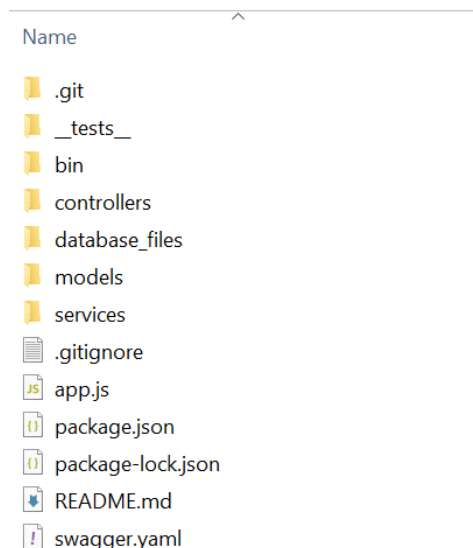 Name
.git
__tests__
bin
controllers
database_files
models
services
.gitignore
app.js
package.json
package-lock.json
README.md
swagger.yaml